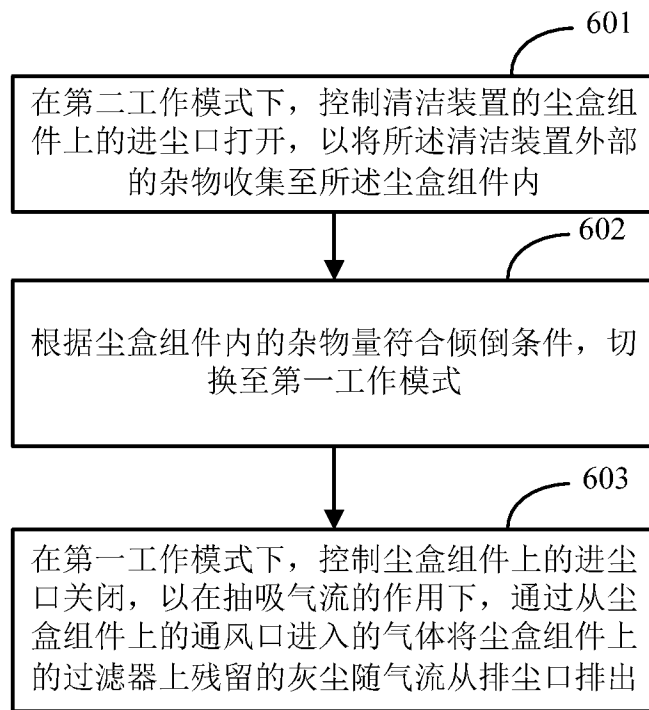 601
在第二工作模式下，控制清洁装置的尘盒组
件上的进尘口打开，以将所述清洁装置外部
的杂物收集至所述尘盒组件内
602
根据尘盒组件内的杂物量符合倾倒条件，切
换至第一工作模式
603
在第一工作模式下，控制尘盒组件上的进尘
口关闭，以在抽吸气流的作用下，通过从尘
盒组件上的通风口进入的气体将尘盒组件上
的过滤器上残留的灰尘随气流从排尘口排出